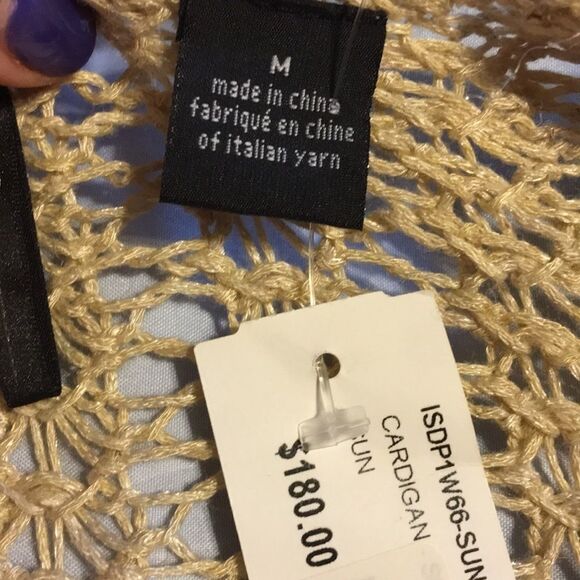 M
made in china
fabriqué en chine
of italian yarn
ISDP1W66-SUN
CARDIGAN
SUN
$180.00